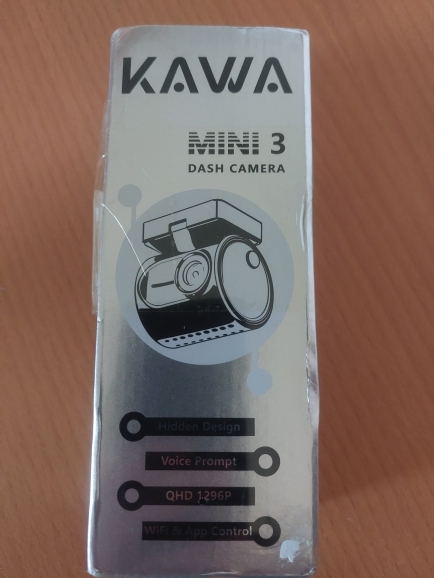 KAWA
MINI 3
DASH CAMERA
Hidden Design
Voice Prompt
QHD 1296P
WiFi & App Control